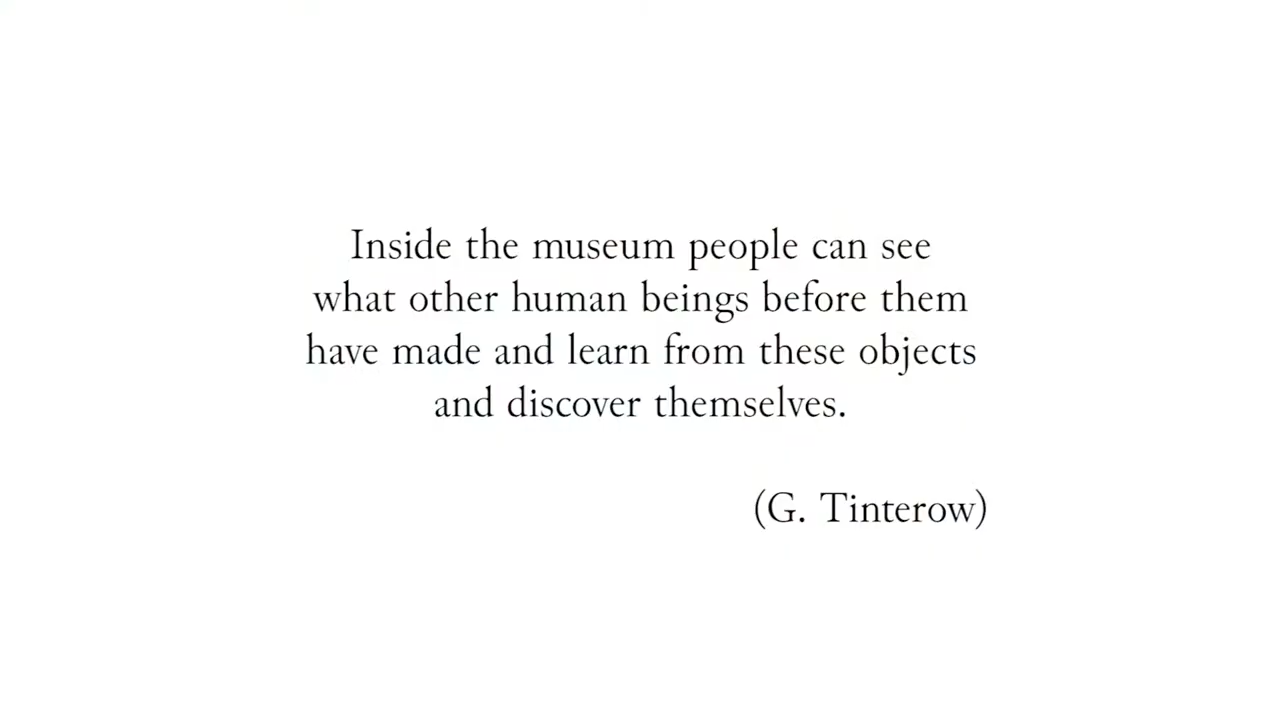 Inside the museum people can see
what other human beings before them
have made and learn from these objects
and discover themselves.
(G. Tinterow)